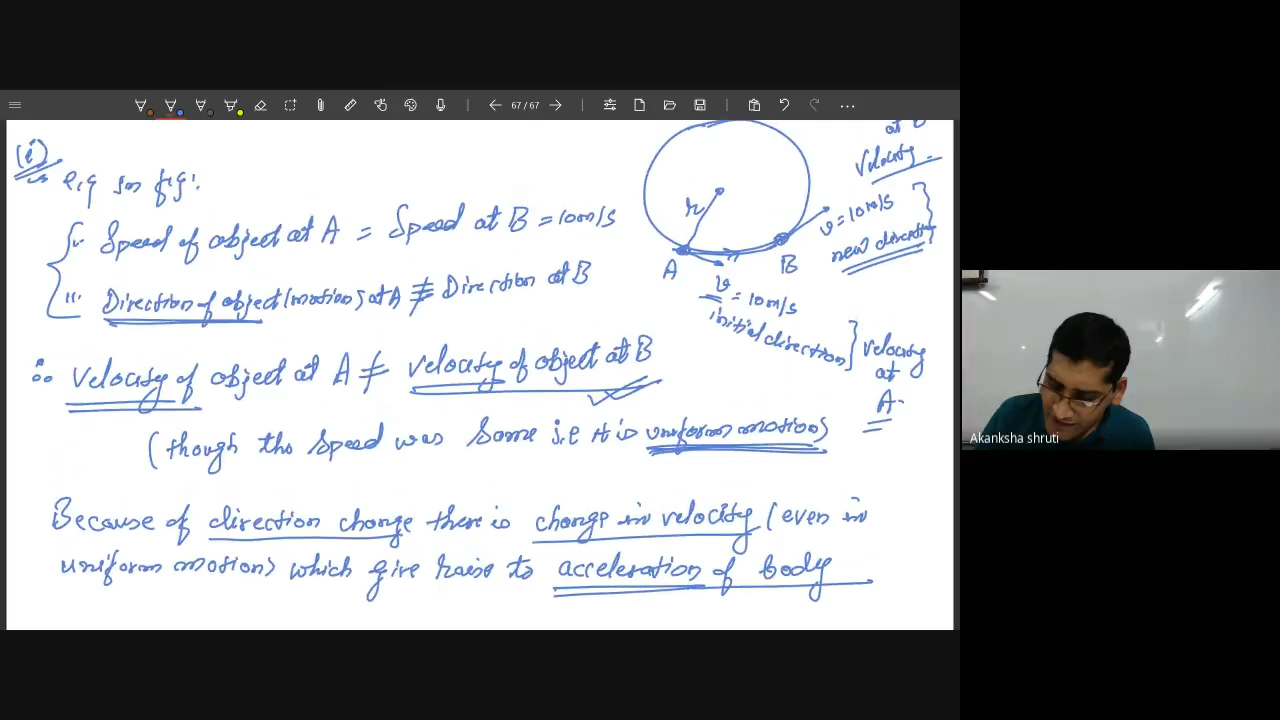 67/67
(i)
eg in fig.
(i) Speed of object at A = Speed at B = 10m/s
(ii) Direction of object (motion) at A ≠ Direction at B
∴ Velocity of object at A ≠ velocity of object at B
(though the speed was same i.e it is uniform motion)
Because of direction change there is change in velocity (even in
uniform motion) which give raise to acceleration of body
r
A
B
v = 10m/s
initial direction } velocity
at
A.
at B
velocity
v = 10m/s
new direction }
Akanksha shruti